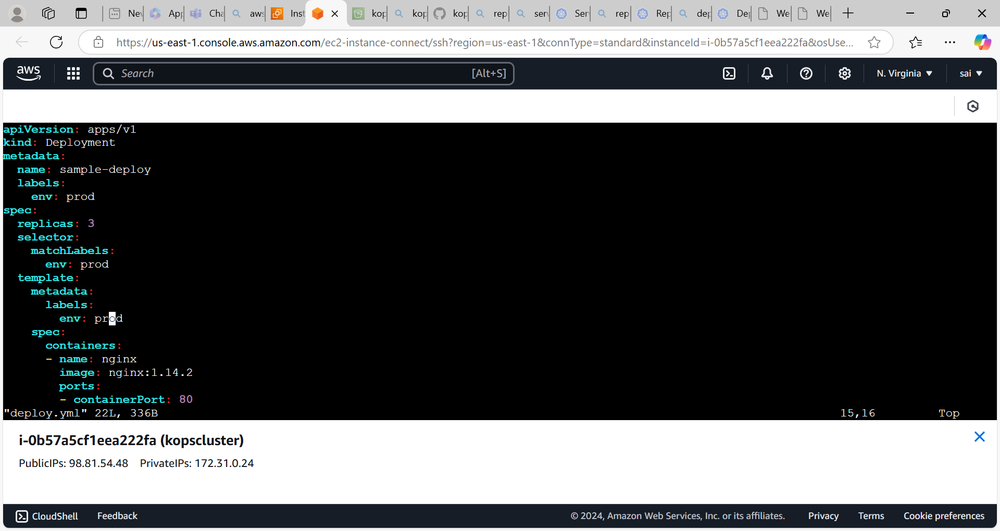 Nev
App
Cha
aws
Inst
kop
kop
kop
rep
serv
Ser
rep
Rep
dep
Dep
We
We
https://us-east-1.console.aws.amazon.com/ec2-instance-connect/ssh?region=us-east-1&connType=standard&instanceId=i-0b57a5cf1eea222fa&osUse...
aws
Search
[Alt+S]
N. Virginia
sai
apiVersion: apps/v1
kind: Deployment
metadata:
  name: sample-deploy
  labels:
    env: prod
spec:
  replicas: 3
  selector:
    matchLabels:
      env: prod
  template:
    metadata:
      labels:
        env: prod
    spec:
      containers:
      - name: nginx
        image: nginx:1.14.2
        ports:
        - containerPort: 80
"deploy.yml" 22L, 336B 15,16 Top
i-0b57a5cf1eea222fa (kopscluster)
PublicIPs: 98.81.54.48 PrivateIPs: 172.31.0.24
CloudShell Feedback © 2024, Amazon Web Services, Inc. or its affiliates. Privacy Terms Cookie preferences